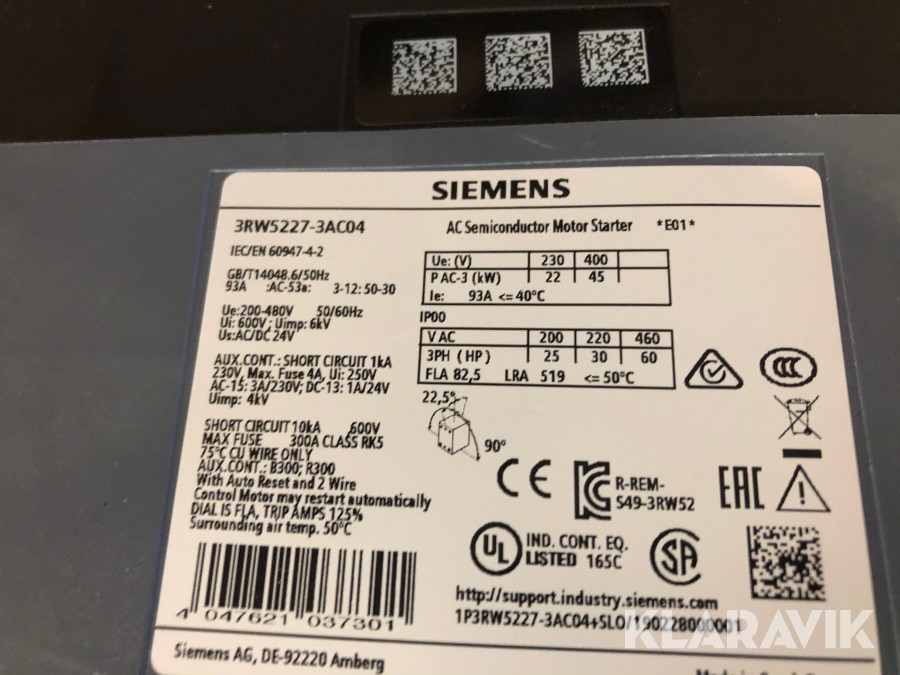 SIEMENS
3RW5227-3AC04 AC Semiconductor Motor Starter *E01*
IEC/EN 60947-4-2
GB/T14048.6/50Hz
93A :AC-53a: 3-12: 50-30
Ue:200-480V 50/60Hz
Ui: 600V ; Uimp: 6kV
Us:AC/DC 24V
AUX.CONT.: SHORT CIRCUIT 1kA
230V, Max. Fuse 4A, Ui: 250V
AC-15: 3A/230V; DC-13: 1A/24V
Uimp: 4kV
SHORT CIRCUIT 10kA 600V
MAX FUSE 300A CLASS RK5
75°C CU WIRE ONLY
AUX.CONT.: B300; R300
With Auto Reset and 2 Wire
Control Motor may restart automatically
DIAL IS FLA, TRIP AMPS 125%
Surrounding air temp. 50°C
Ue: (V) 230 400
P AC-3 (kW) 22 45
Ie: 93A <= 40°C
IP00
V AC 200 220 460
3PH (HP) 25 30 60
FLA 82,5 LRA 519 <= 50°C
22,5°
90°
CCC
CE
R-REM-
S49-3RW52
EAC
UL
IND. CONT. EQ.
LISTED 165C
SA
http://support.industry.siemens.com
1P3RW5227-3AC04+SL0/190228000001
4 047621 037301
Siemens AG, DE-92220 Amberg
KLARAVIK